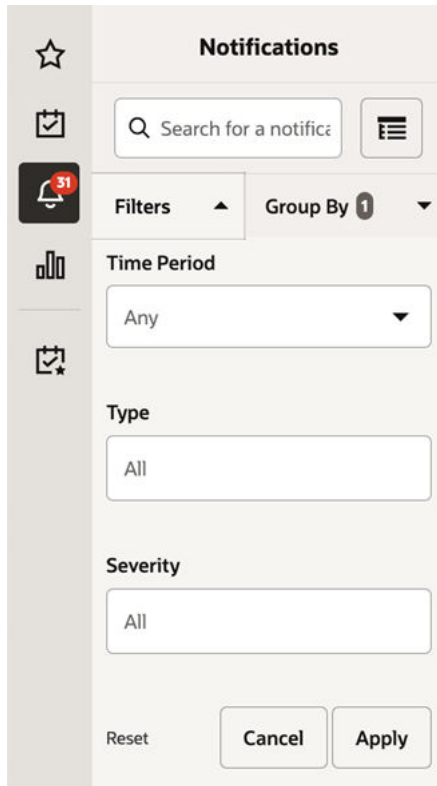 Notifications
Search for a notifica
31
Filters
Group By 1
Time Period
Any
Type
All
Severity
All
Reset
Cancel
Apply